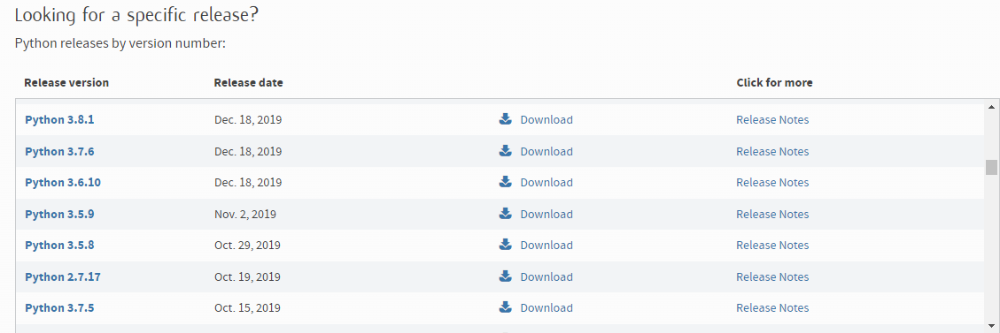 Looking for a specific release?
Python releases by version number:
Release version Release date Click for more
Python 3.8.1 Dec. 18, 2019 Download Release Notes
Python 3.7.6 Dec. 18, 2019 Download Release Notes
Python 3.6.10 Dec. 18, 2019 Download Release Notes
Python 3.5.9 Nov. 2, 2019 Download Release Notes
Python 3.5.8 Oct. 29, 2019 Download Release Notes
Python 2.7.17 Oct. 19, 2019 Download Release Notes
Python 3.7.5 Oct. 15, 2019 Download Release Notes